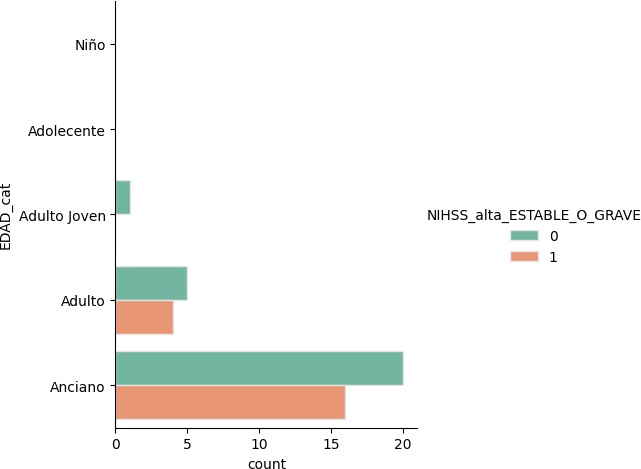 Niño
Adolecente
Adulto Joven
Adulto
Anciano
EDAD_cat
0 5 10 15 20
count
NIHSS_alta_ESTABLE_O_GRAVE
0
1